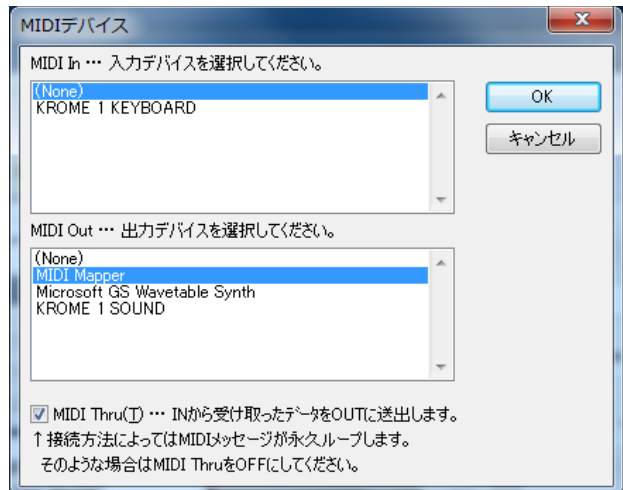 MIDIデバイス
MIDI In … 入力デバイスを選択してください。
(None)
KROME 1 KEYBOARD
OK
キャンセル
MIDI Out … 出力デバイスを選択してください。
(None)
MIDI Mapper
Microsoft GS Wavetable Synth
KROME 1 SOUND
MIDI Thru(T) … INから受け取ったデータをOUTに送出します。
↑接続方法によってはMIDIメッセージが永久ループします。
そのような場合はMIDI ThruをOFFにしてください。